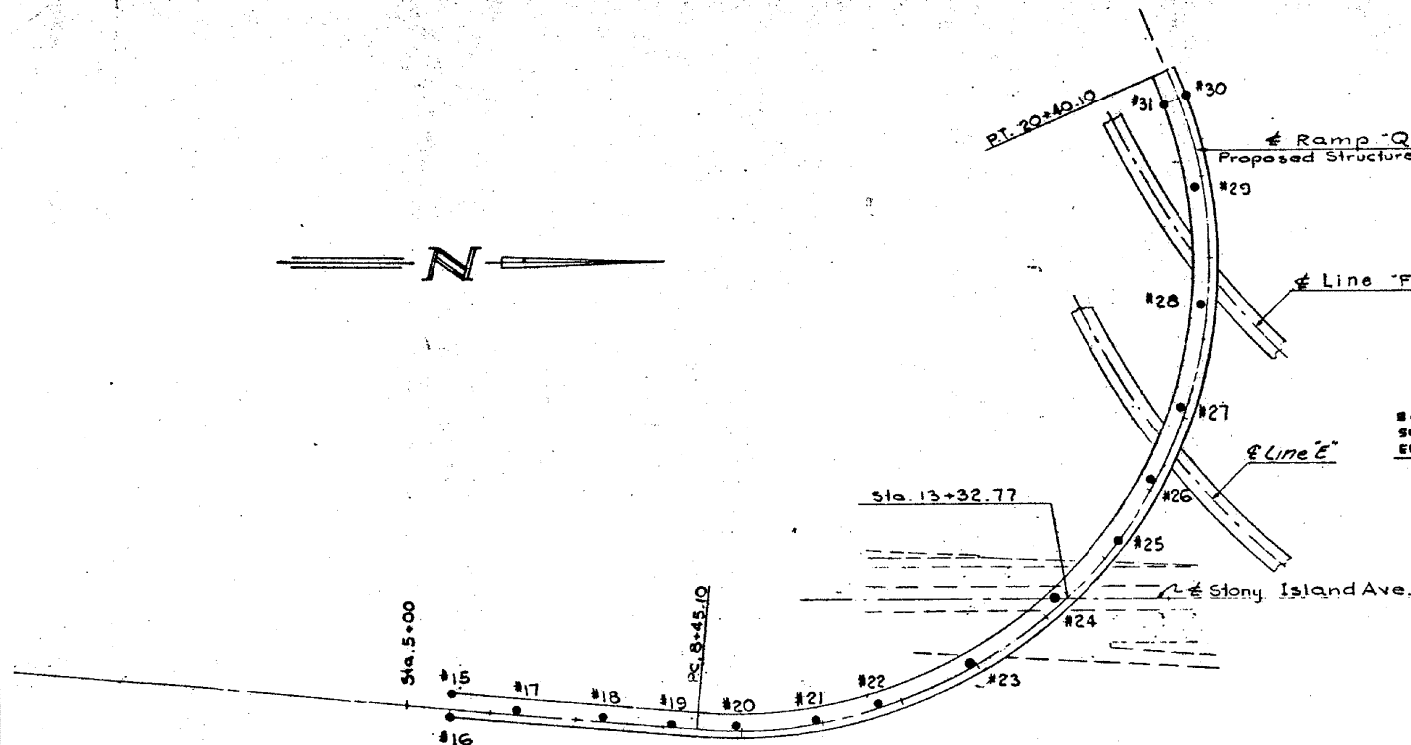 #30
#31
P.T. 20+40.10
℄ Ramp "Q
Proposed Structure
#29
N
℄ Line "F
#28
#27
℄ Line "E"
#26
Sta. 13+32.77
#25
℄ Stony Island Ave.
#24
Sta. 5+00
P.C. 8+45.10
#23
#15
#17
#18
#19
#20
#21
#22
#16